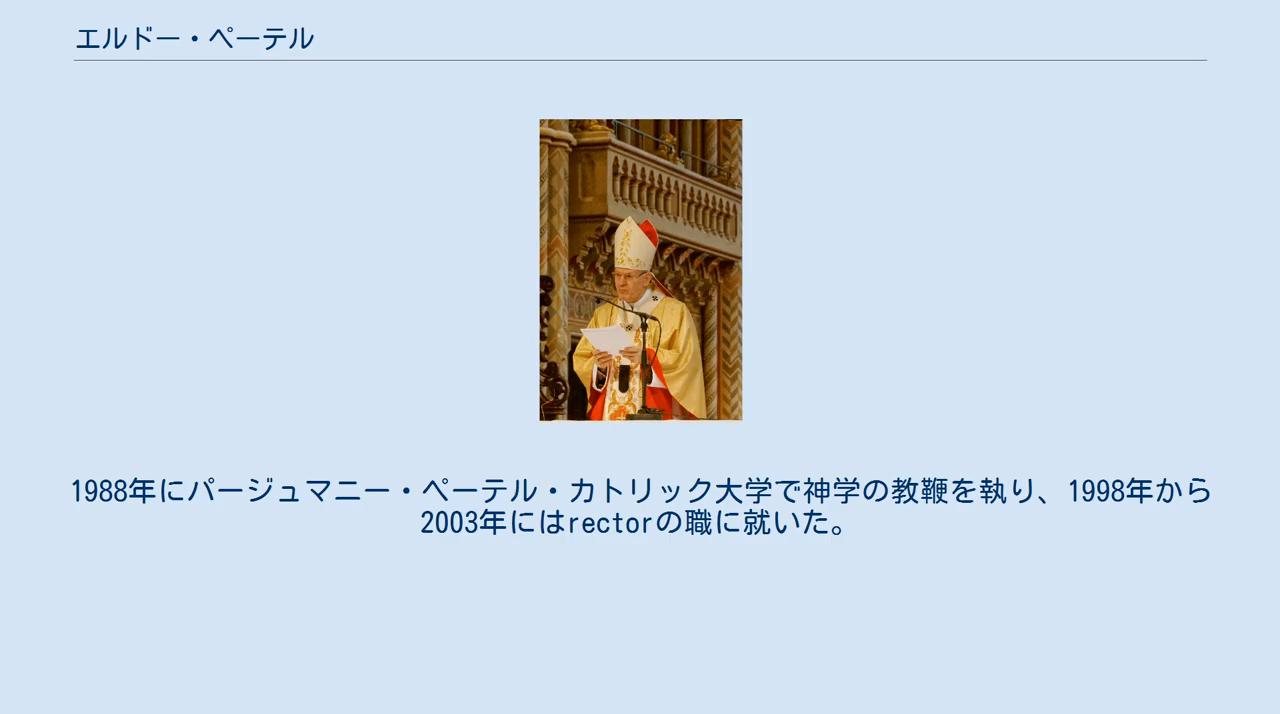 エルドー・ペーテル
1988年にパージュマニー・ペーテル・カトリック大学で神学の教鞭を執り、1998年から
2003年にはrectorの職に就いた。